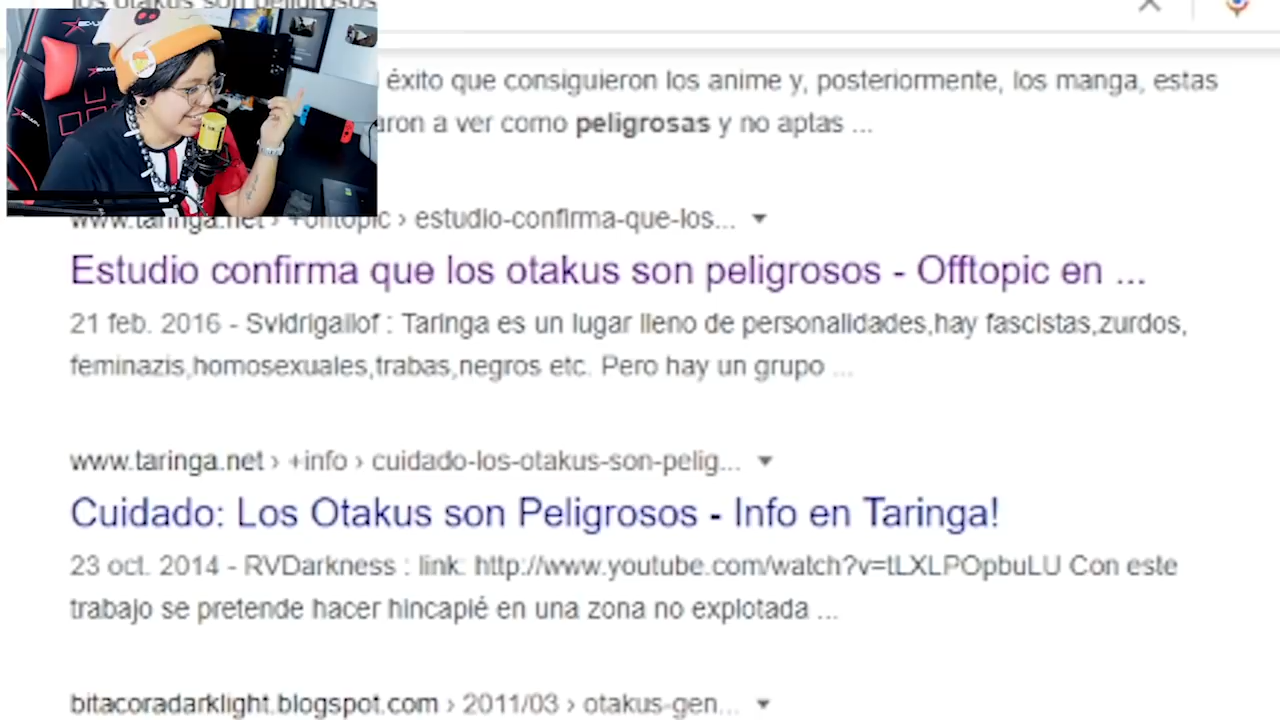 los otakus son peligrosos
éxito que consiguieron los anime y, posteriormente, los manga, estas
aron a ver como peligrosas y no aptas ...
www.taringa.net › +offtopic › estudio-confirma-que-los...
Estudio confirma que los otakus son peligrosos - Offtopic en ...
21 feb. 2016 - Svidrigailof : Taringa es un lugar lleno de personalidades,hay fascistas,zurdos,
feminazis,homosexuales,trabas,negros etc. Pero hay un grupo ...
www.taringa.net › +info › cuidado-los-otakus-son-pelig...
Cuidado: Los Otakus son Peligrosos - Info en Taringa!
23 oct. 2014 - RVDarkness : link: http://www.youtube.com/watch?v=tLXLPOpbuLU Con este
trabajo se pretende hacer hincapié en una zona no explotada ...
bitacoradarklight.blogspot.com › 2011/03 › otakus-gen...